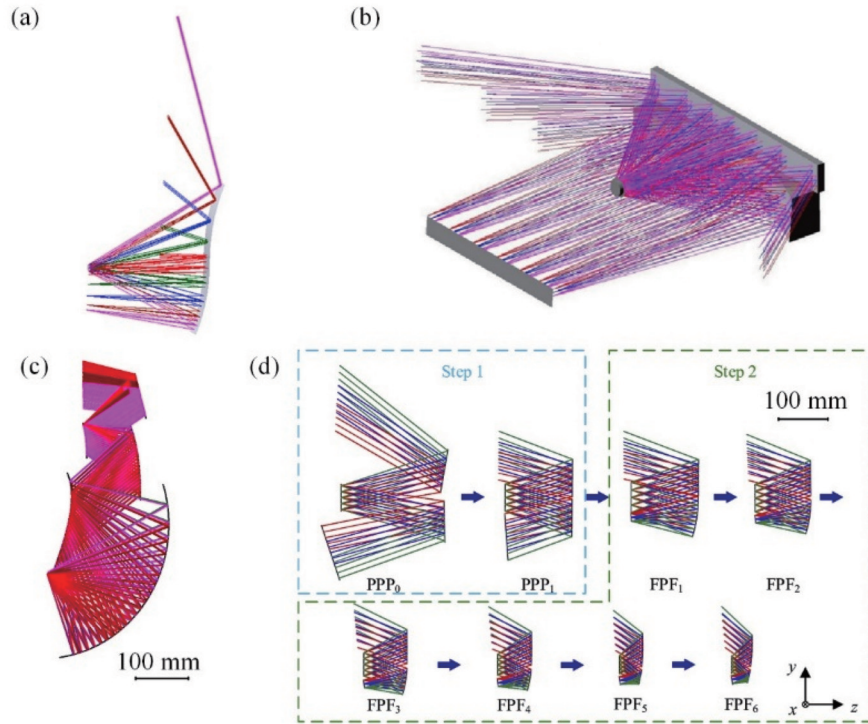 (a)
(b)
(c)
100 mm
(d)
Step 1
Step 2
100 mm
PPP₀
PPP₁
FPF₁
FPF₂
FPF₃
FPF₄
FPF₅
FPF₆
y
x
z